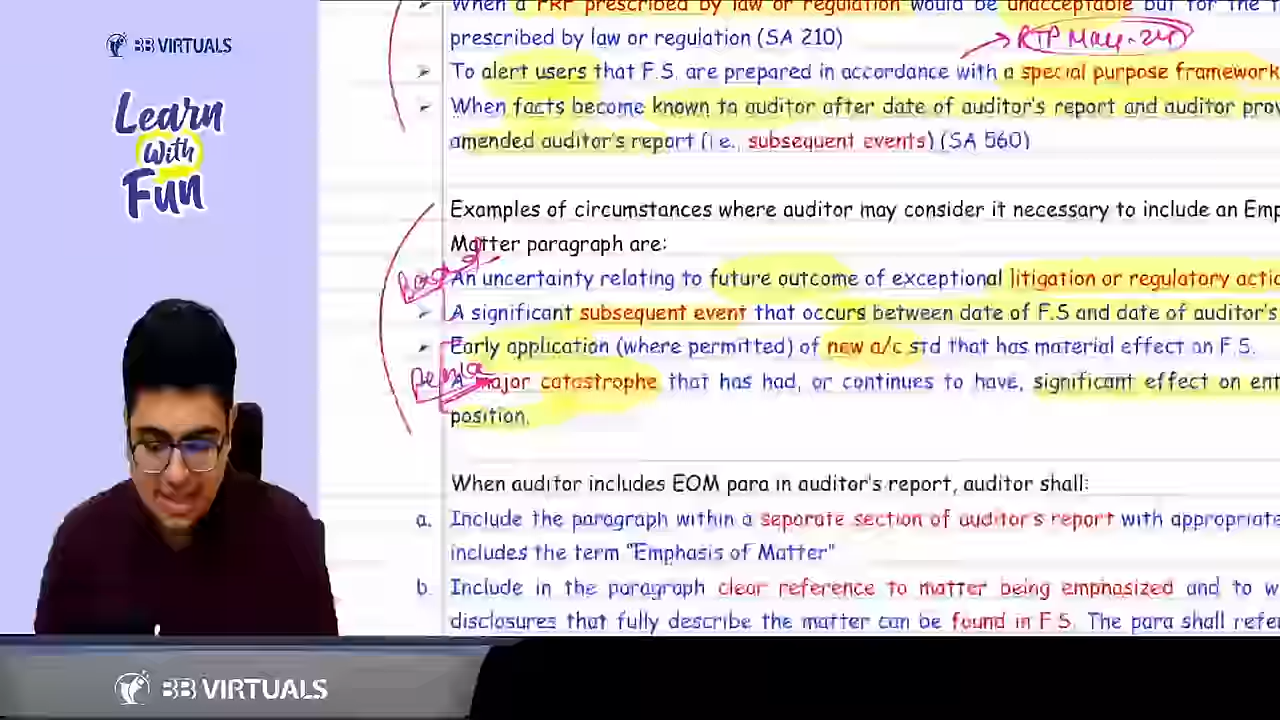 BB VIRTUALS
Learn
With
Fun
When a FRF prescribed by law or regulation would be unacceptable but for the
prescribed by law or regulation (SA 210)
RTP May-24
To alert users that F.S. are prepared in accordance with a special purpose framework
When facts become known to auditor after date of auditor's report and auditor prov
amended auditor's report (i.e., subsequent events) (SA 560)
Examples of circumstances where auditor may consider it necessary to include an Emp
Matter paragraph are:
An uncertainty relating to future outcome of exceptional litigation or regulatory actio
A significant subsequent event that occurs between date of F.S and date of auditor's
Early application (where permitted) of new a/c std that has material effect on F.S.
A major catastrophe that has had, or continues to have, significant effect on ent
position.
When auditor includes EOM para in auditor's report, auditor shall:
a. Include the paragraph within a separate section of auditor's report with appropriate
includes the term "Emphasis of Matter"
b. Include in the paragraph clear reference to matter being emphasized and to w
disclosures that fully describe the matter can be found in F.S. The para shall refe
BB VIRTUALS